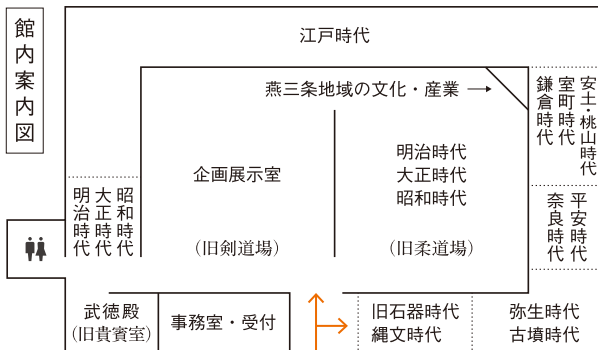 館内案内図
江戸時代
燕三条地域の文化・産業
安土・桃山時代
室町時代
鎌倉時代
企画展示室
（旧剣道場）
明治時代
大正時代
昭和時代
（旧柔道場）
昭和時代
大正時代
明治時代
平安時代
奈良時代
武徳殿
（旧貴賓室）
事務室・受付
旧石器時代
縄文時代
弥生時代
古墳時代